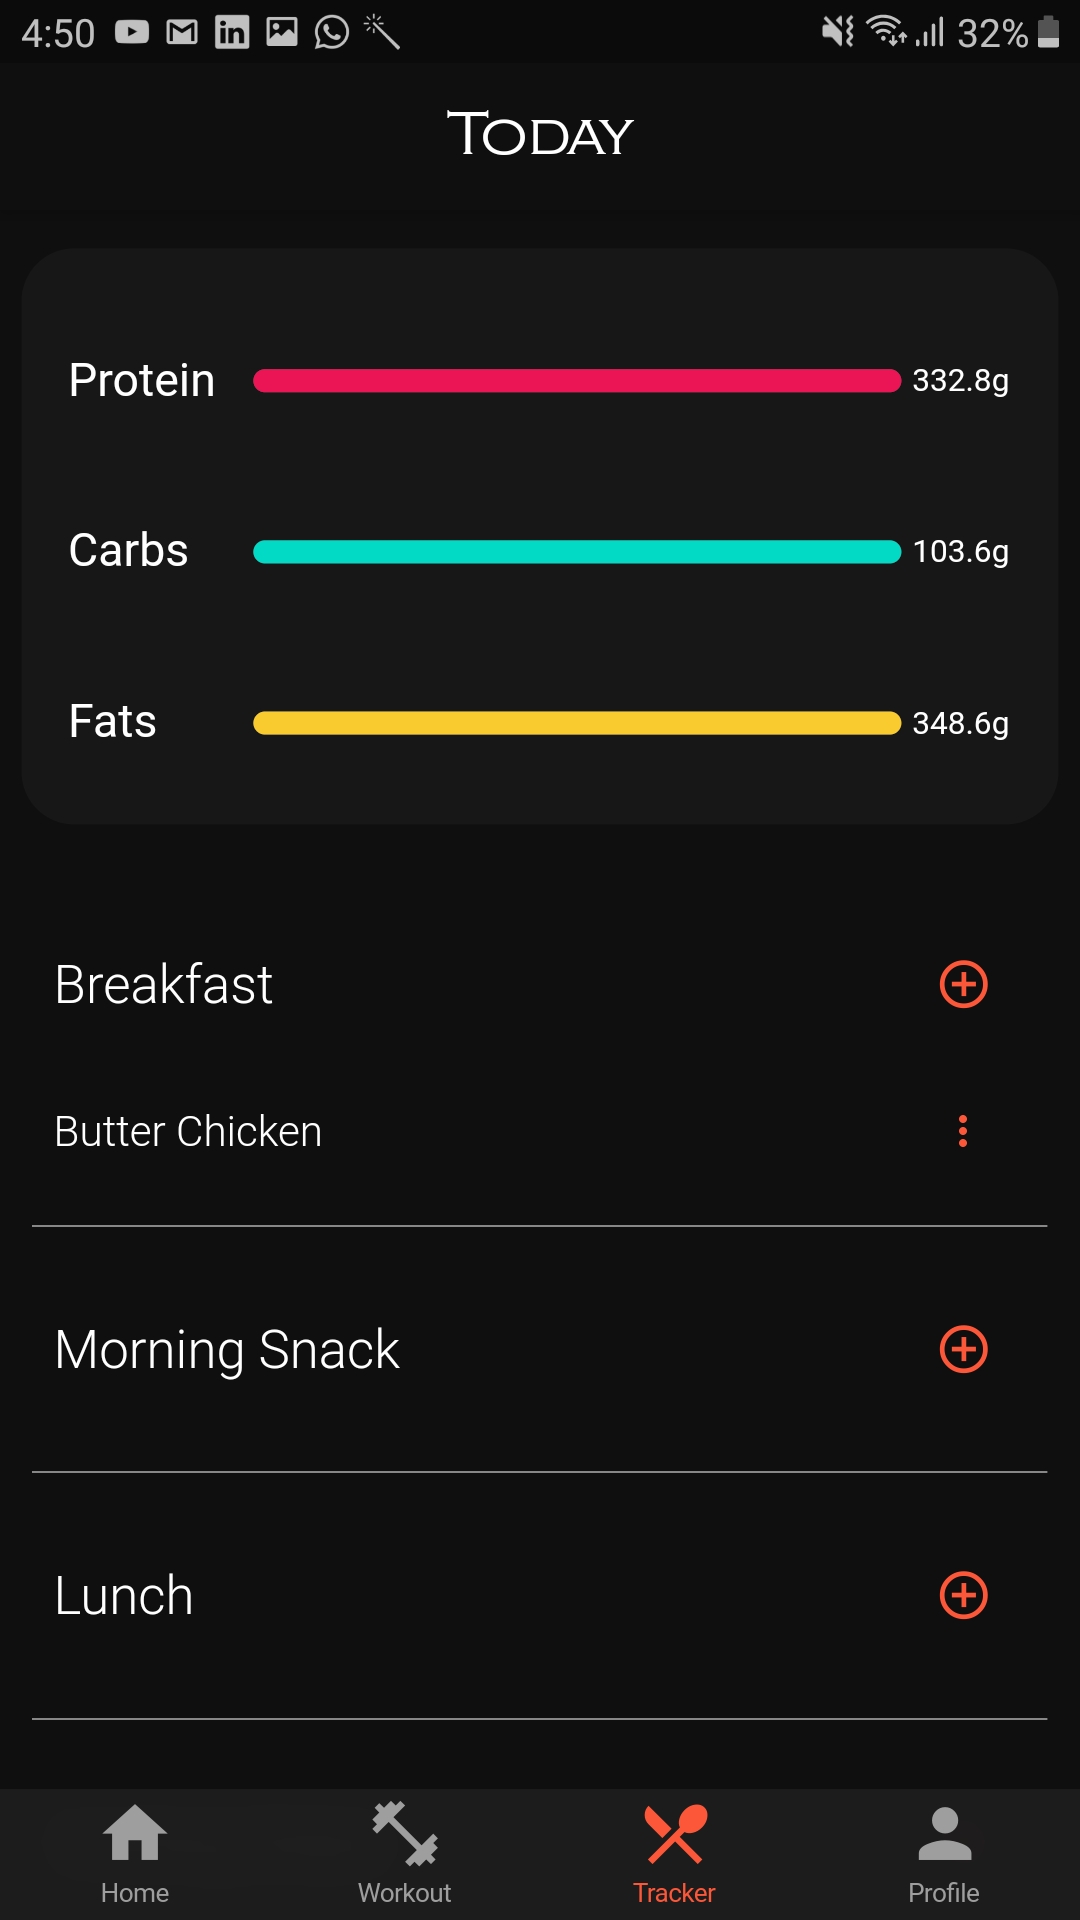 4:50 32%
Today
Protein 332.8g
Carbs 103.6g
Fats 348.6g
Breakfast
Butter Chicken
Morning Snack
Lunch
Home Workout Tracker Profile